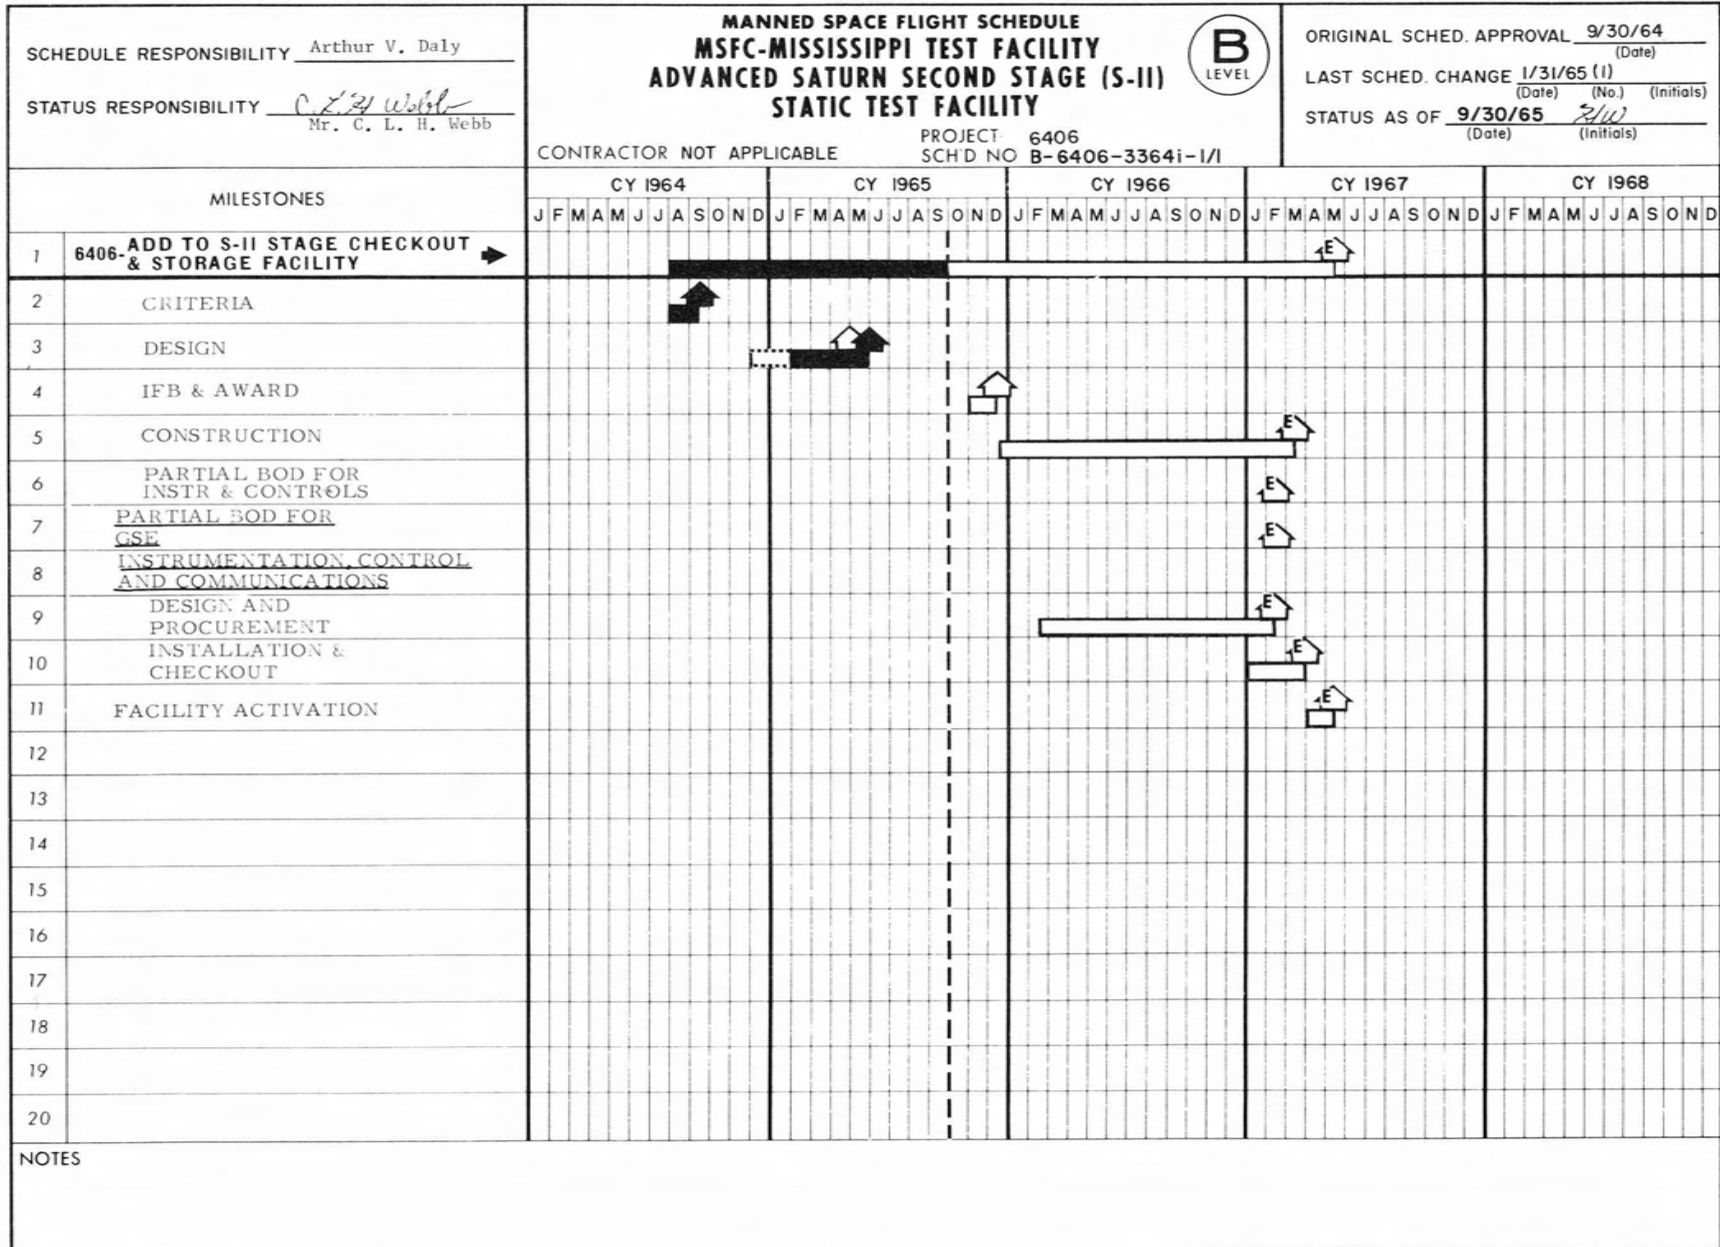 SCHEDULE RESPONSIBILITY Arthur V. Daly
STATUS RESPONSIBILITY C L H Webb
Mr. C. L. H. Webb
MANNED SPACE FLIGHT SCHEDULE
MSFC-MISSISSIPPI TEST FACILITY
ADVANCED SATURN SECOND STAGE (S-II)
STATIC TEST FACILITY
B
LEVEL
CONTRACTOR NOT APPLICABLE
PROJECT 6406
SCH'D NO B-6406-3364i-1/1
ORIGINAL SCHED. APPROVAL 9/30/64
(Date)
LAST SCHED. CHANGE 1/31/65 (1)
(Date) (No.) (Initials)
STATUS AS OF 9/30/65
(Date) (Initials)
MILESTONES
CY 1964 CY 1965 CY 1966 CY 1967 CY 1968
J F M A M J J A S O N D J F M A M J J A S O N D J F M A M J J A S O N D J F M A M J J A S O N D J F M A M J J A S O N D
1 6406- ADD TO S-II STAGE CHECKOUT
& STORAGE FACILITY
E
2 CRITERIA
3 DESIGN
4 IFB & AWARD
5 CONSTRUCTION
E
6 PARTIAL BOD FOR
INSTR & CONTROLS
E
7 PARTIAL BOD FOR
GSE
E
8 INSTRUMENTATION, CONTROL
AND COMMUNICATIONS
9 DESIGN AND
PROCUREMENT
E
10 INSTALLATION &
CHECKOUT
E
11 FACILITY ACTIVATION
E
12
13
14
15
16
17
18
19
20
NOTES